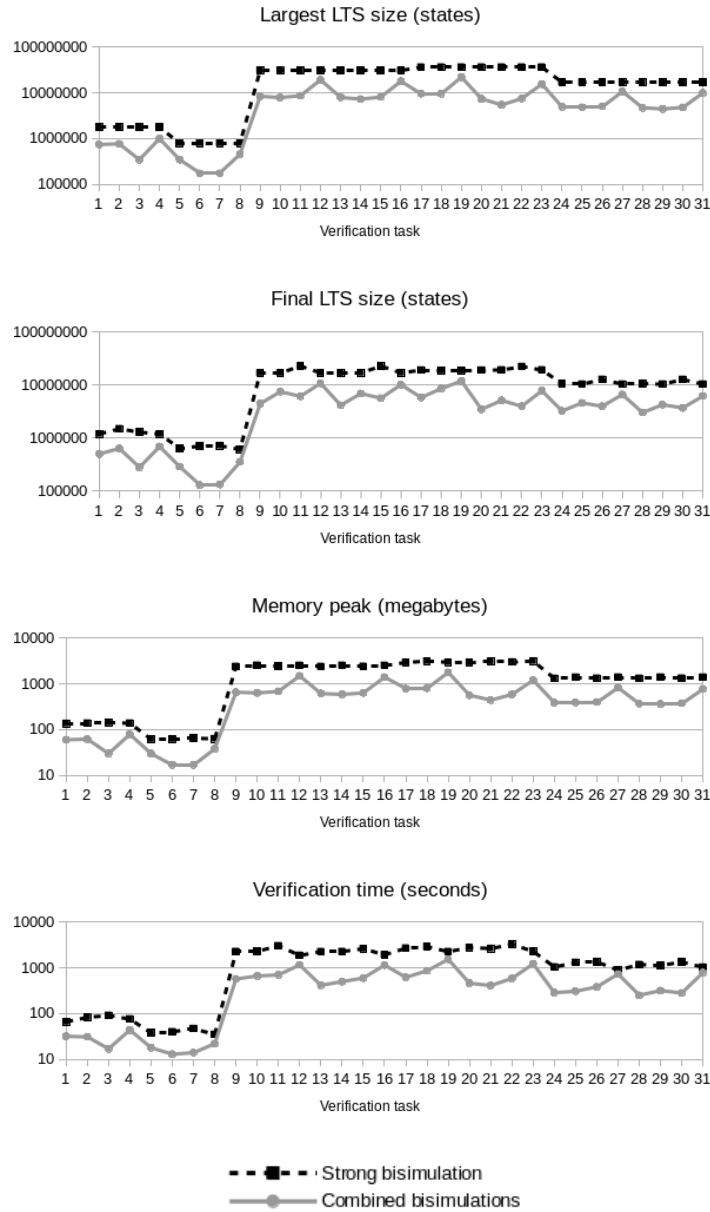 Largest LTS size (states)
100000000
10000000
1000000
100000
1 2 3 4 5 6 7 8 9 10 11 12 13 14 15 16 17 18 19 20 21 22 23 24 25 26 27 28 29 30 31
Verification task
Final LTS size (states)
100000000
10000000
1000000
100000
1 2 3 4 5 6 7 8 9 10 11 12 13 14 15 16 17 18 19 20 21 22 23 24 25 26 27 28 29 30 31
Verification task
Memory peak (megabytes)
10000
1000
100
10
1 2 3 4 5 6 7 8 9 10 11 12 13 14 15 16 17 18 19 20 21 22 23 24 25 26 27 28 29 30 31
Verification task
Verification time (seconds)
10000
1000
100
10
1 2 3 4 5 6 7 8 9 10 11 12 13 14 15 16 17 18 19 20 21 22 23 24 25 26 27 28 29 30 31
Verification task
Strong bisimulation
Combined bisimulations